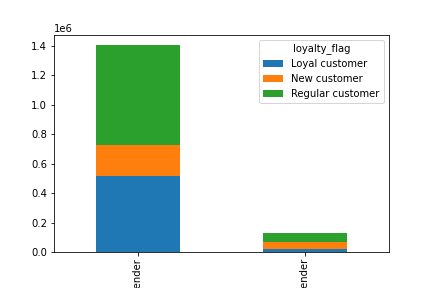 1e6
loyalty_flag
Loyal customer
New customer
Regular customer
1.4
1.2
1.0
0.8
0.6
0.4
0.2
0.0
ender
ender